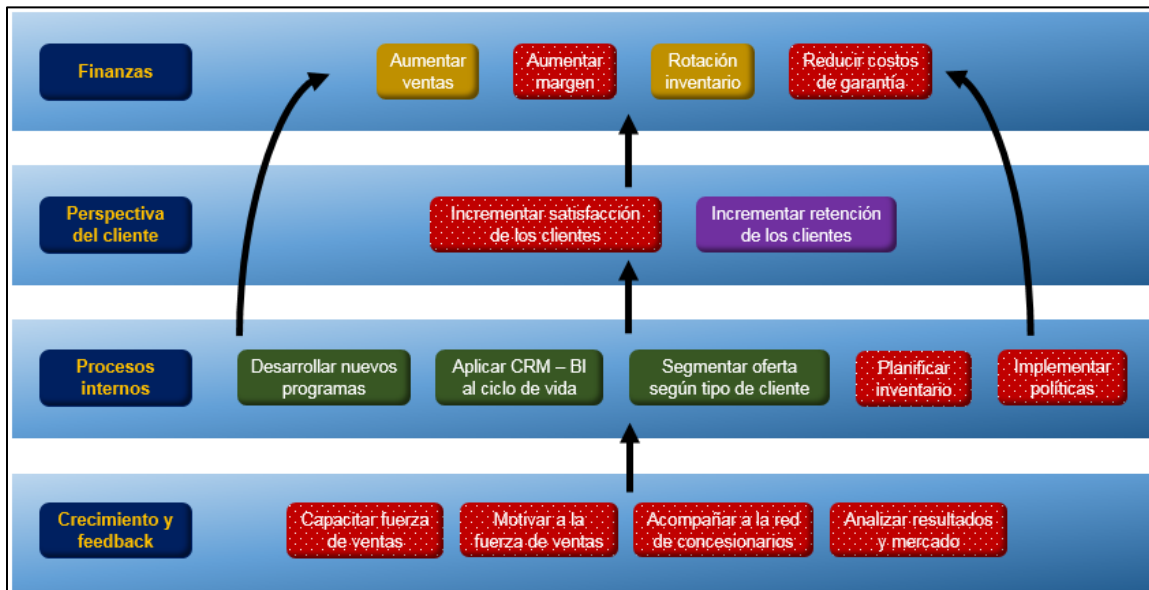 Finanzas
Aumentar
ventas
Aumentar
margen
Rotación
inventario
Reducir costos
de garantía
Perspectiva
del cliente
Incrementar satisfacción
de los clientes
Incrementar retención
de los clientes
Procesos
internos
Desarrollar nuevos
programas
Aplicar CRM – BI
al ciclo de vida
Segmentar oferta
según tipo de cliente
Planificar
inventario
Implementar
políticas
Crecimiento y
feedback
Capacitar fuerza
de ventas
Motivar a la
fuerza de ventas
Acompañar a la red
de concesionarios
Analizar resultados
y mercado